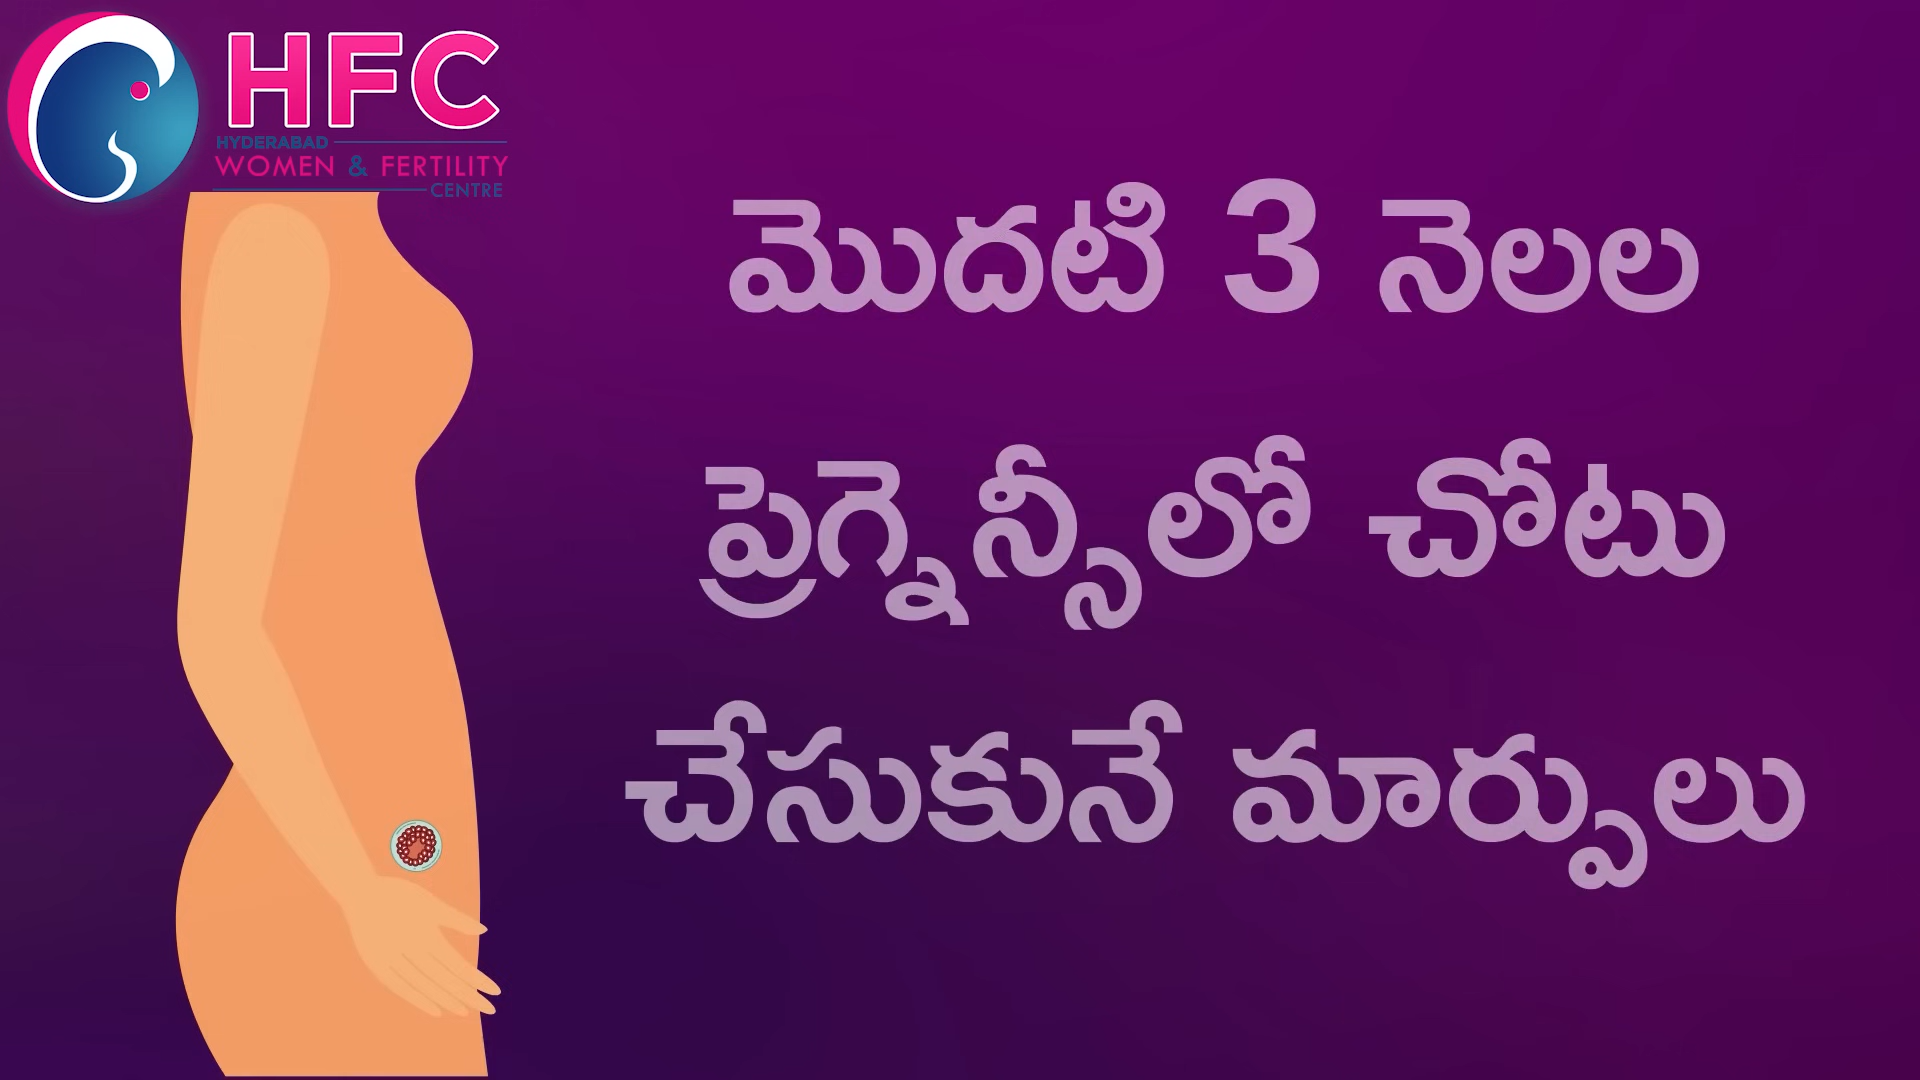 HFC
HYDERABAD
WOMEN & FERTILITY
CENTRE
మొదటి 3 నెలల
ప్రెగ్నెన్సీలో చోటు
చేసుకునే మార్పులు